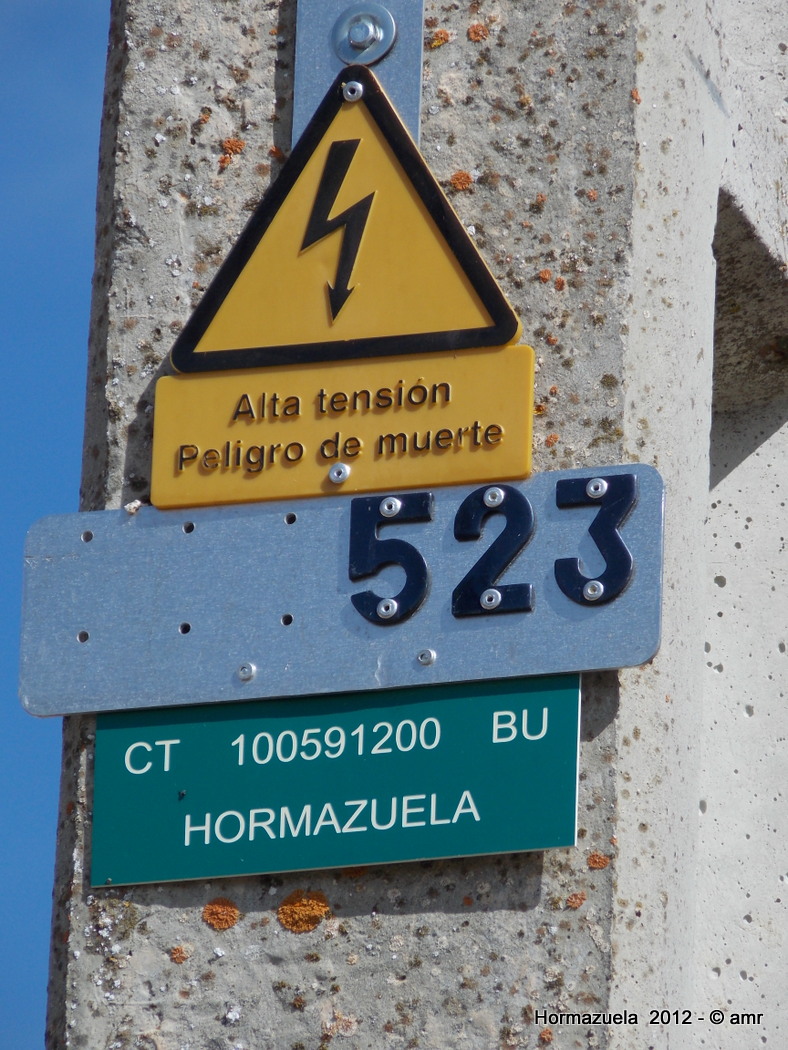 Alta tensión
Peligro de muerte
523
CT 100591200 BU
HORMAZUELA
Hormazuela 2012 - © amr